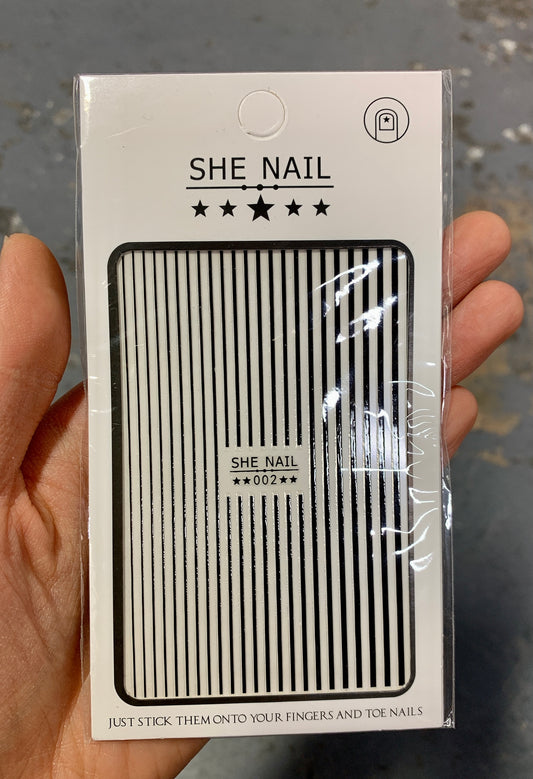 SHE NAIL
★★★★★
SHE NAIL
★★002★★
JUST STICK THEM ONTO YOUR FINGERS AND TOE NAILS